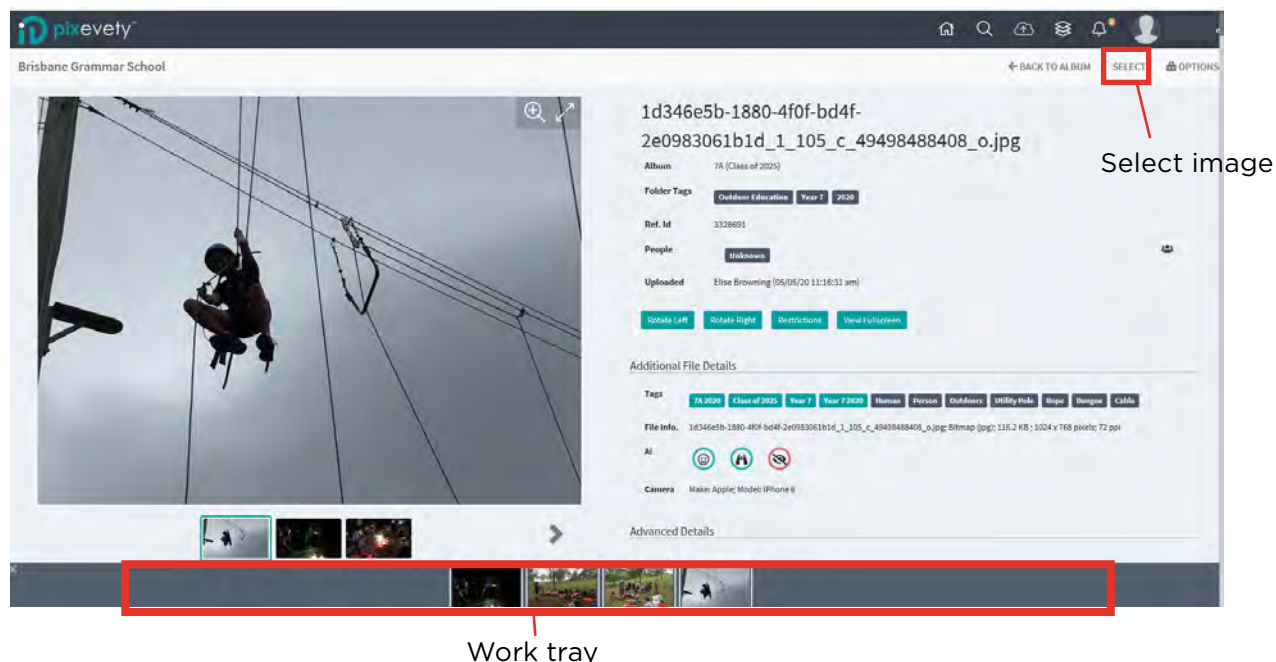 pixevety
Brisbane Grammar School
BACK TO ALBUM
SELECT
OPTIONS
1d346e5b-1880-4f0f-bd4f-
2e0983061b1d_1_105_c_49498488408_o.jpg
Select image
Album 7A (Class of 2025)
Folder Tags Outdoor Education Year 7 2020
Ref. Id 3328691
People Unknown
Uploaded Elise Browning (05/05/20 11:16:31 am)
Rotate Left Rotate Right Restrictions View Fullscreen
Additional File Details
Tags 7A 2020 Class of 2025 Year 7 Year 7 2020 Human Person Outdoors Utility Pole Rope Bungee Cable
File Info. 1d346e5b-1880-4f0f-bd4f-2e0983061b1d_1_105_c_49498488408_o.jpg; Bitmap (jpg); 116.2 KB ; 1024 x 768 pixels; 72 ppi
AI
Camera Make: Apple; Model: iPhone 6
Advanced Details
Work tray